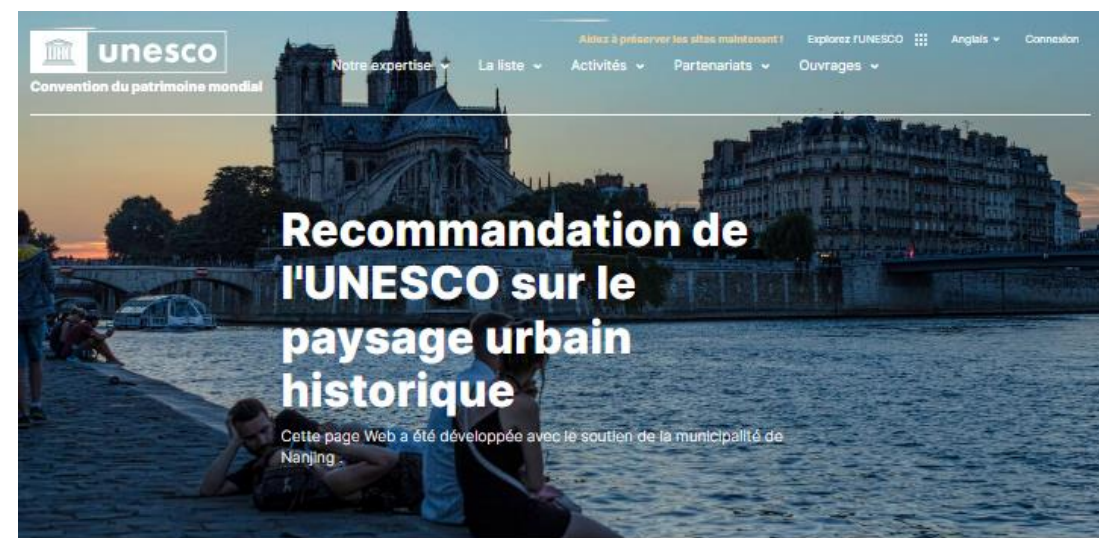 unesco
Convention du patrimoine mondial
Aidez à préserver les sites maintenant !
Explorez l'UNESCO
Anglais
Connexion
Notre expertise
La liste
Activités
Partenariats
Ouvrages
Recommandation de
l'UNESCO sur le
paysage urbain
historique
Cette page Web a été développée avec le soutien de la municipalité de
Nanjing .